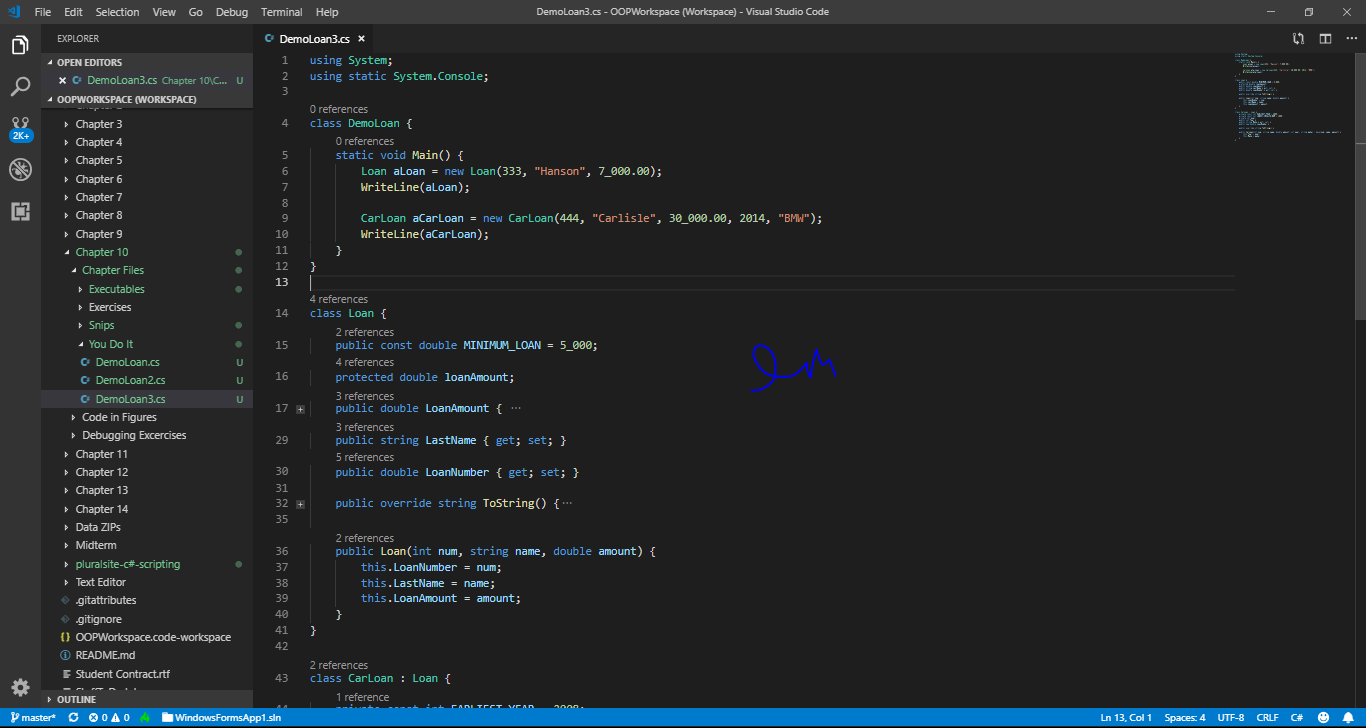 File Edit Selection View Go Debug Terminal Help
DemoLoan3.cs - OOPWorkspace (Workspace) - Visual Studio Code
EXPLORER
OPEN EDITORS
DemoLoan3.cs Chapter 10\C... U
OOPWORKSPACE (WORKSPACE)
Chapter 3
Chapter 4
Chapter 5
Chapter 6
Chapter 7
Chapter 8
Chapter 9
Chapter 10
Chapter Files
Executables
Exercises
Snips
You Do It
DemoLoan.cs U
DemoLoan2.cs U
DemoLoan3.cs U
Code in Figures
Debugging Excercises
Chapter 11
Chapter 12
Chapter 13
Chapter 14
Data ZIPs
Midterm
pluralsite-c#-scripting
Text Editor
.gitattributes
.gitignore
OOPWorkspace.code-workspace
README.md
Student Contract.rtf
OUTLINE
2K+
DemoLoan3.cs
1 using System;
2 using static System.Console;
3
0 references
4 class DemoLoan {
0 references
5 static void Main() {
6 Loan aLoan = new Loan(333, "Hanson", 7_000.00);
7 WriteLine(aLoan);
8
9 CarLoan aCarLoan = new CarLoan(444, "Carlisle", 30_000.00, 2014, "BMW");
10 WriteLine(aCarLoan);
11 }
12 }
13
4 references
14 class Loan {
2 references
15 public const double MINIMUM_LOAN = 5_000;
4 references
16 protected double loanAmount;
3 references
17 public double LoanAmount { ...
3 references
29 public string LastName { get; set; }
5 references
30 public double LoanNumber { get; set; }
31
32 public override string ToString() {...
35
2 references
36 public Loan(int num, string name, double amount) {
37 this.LoanNumber = num;
38 this.LastName = name;
39 this.LoanAmount = amount;
40 }
41 }
42
2 references
43 class CarLoan : Loan {
1 reference
master* 0 0 WindowsFormsApp1.sln
Ln 13, Col 1 Spaces: 4 UTF-8 CRLF C#